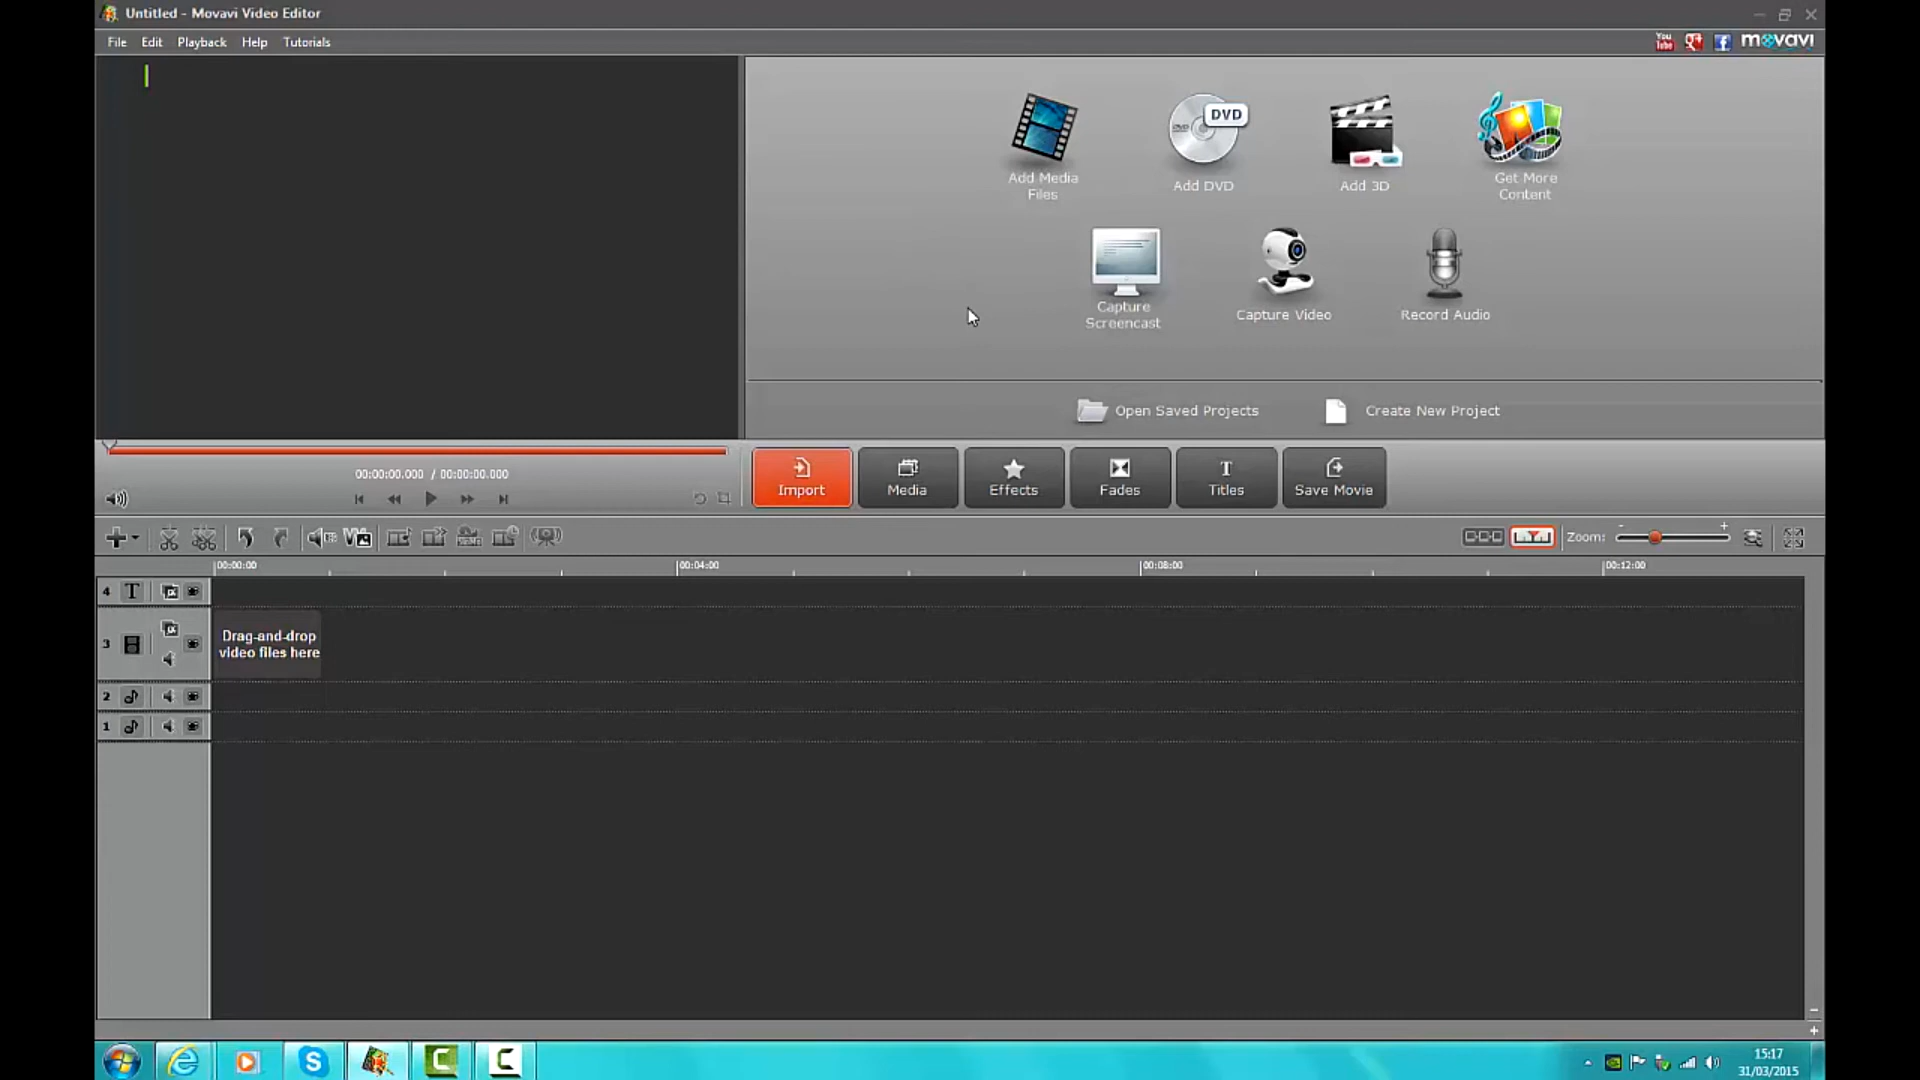 Untitled - Movavi Video Editor
File Edit Playback Help Tutorials
You Tube
movavi
DVD
Add Media Files
Add DVD
Add 3D
Get More Content
Capture Screencast
Capture Video
Record Audio
Open Saved Projects
Create New Project
00:00:00.000 / 00:00:00.000
Import
Media
Effects
Fades
Titles
Save Movie
Zoom:
00:00:00 00:04:00 00:08:00 00:12:00
4
3
Drag-and-drop
video files here
2
1
15:17
31/03/2015